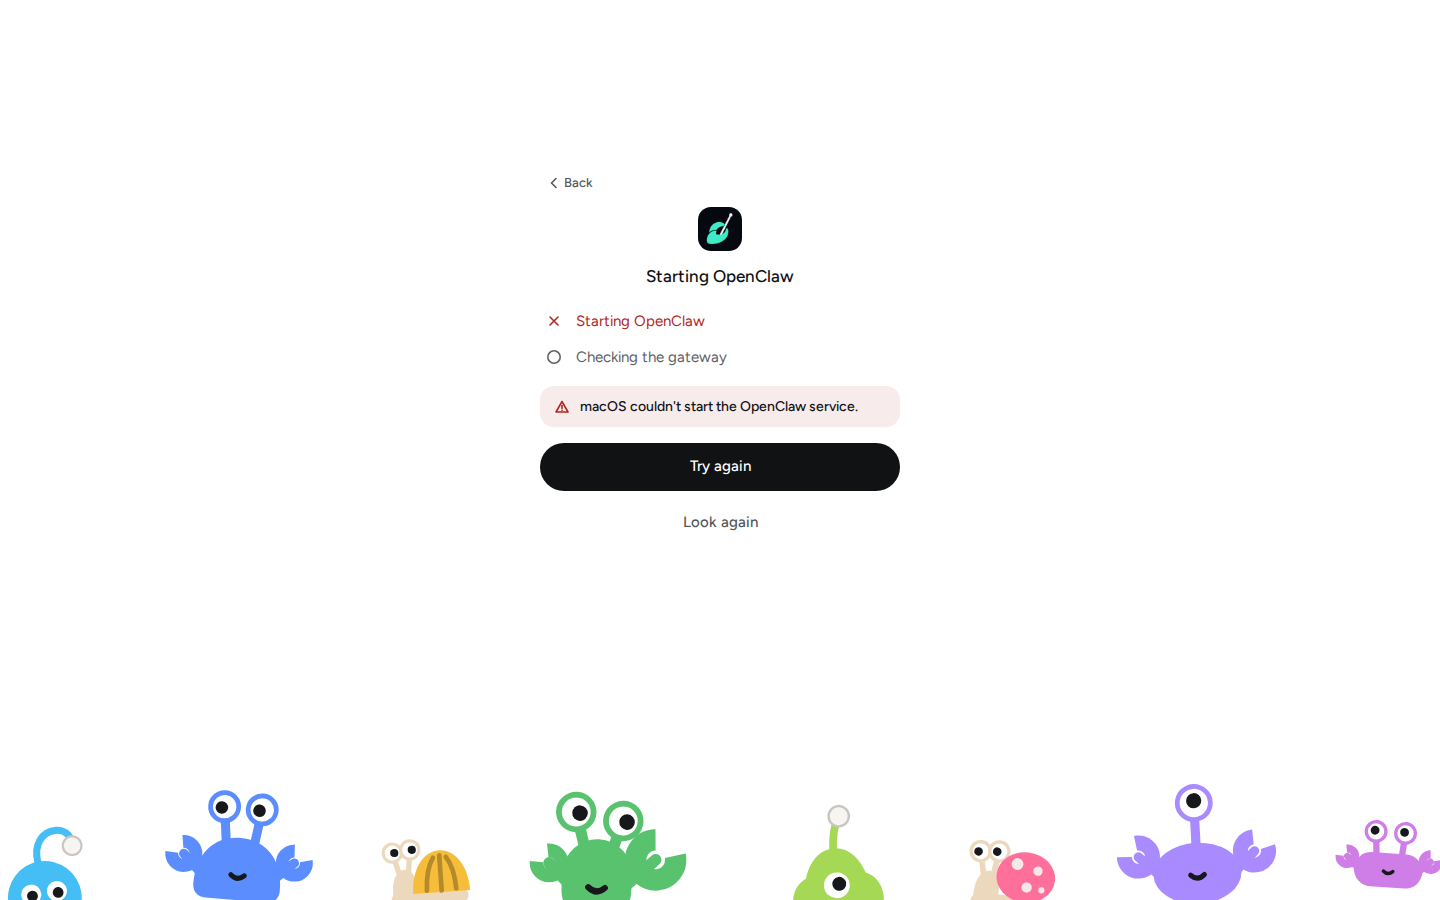 Back
Starting OpenClaw
Starting OpenClaw
Checking the gateway
macOS couldn't start the OpenClaw service.
Try again
Look again